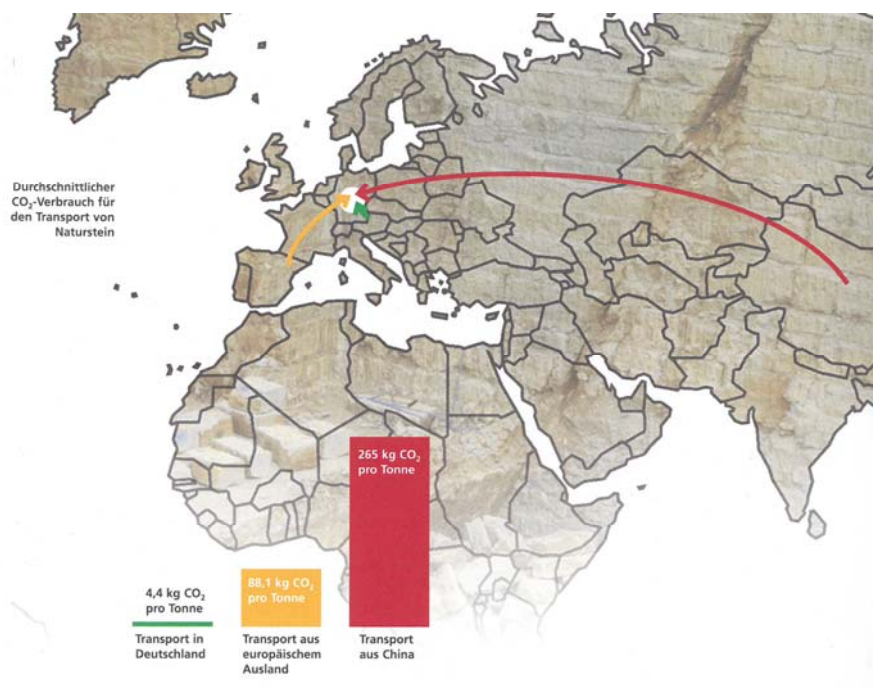 Durchschnittlicher
CO₂-Verbrauch für
den Transport von
Naturstein
265 kg CO₂
pro Tonne
88,1 kg CO₂
pro Tonne
4,4 kg CO₂
pro Tonne
Transport in
Deutschland
Transport aus
europäischem
Ausland
Transport
aus China